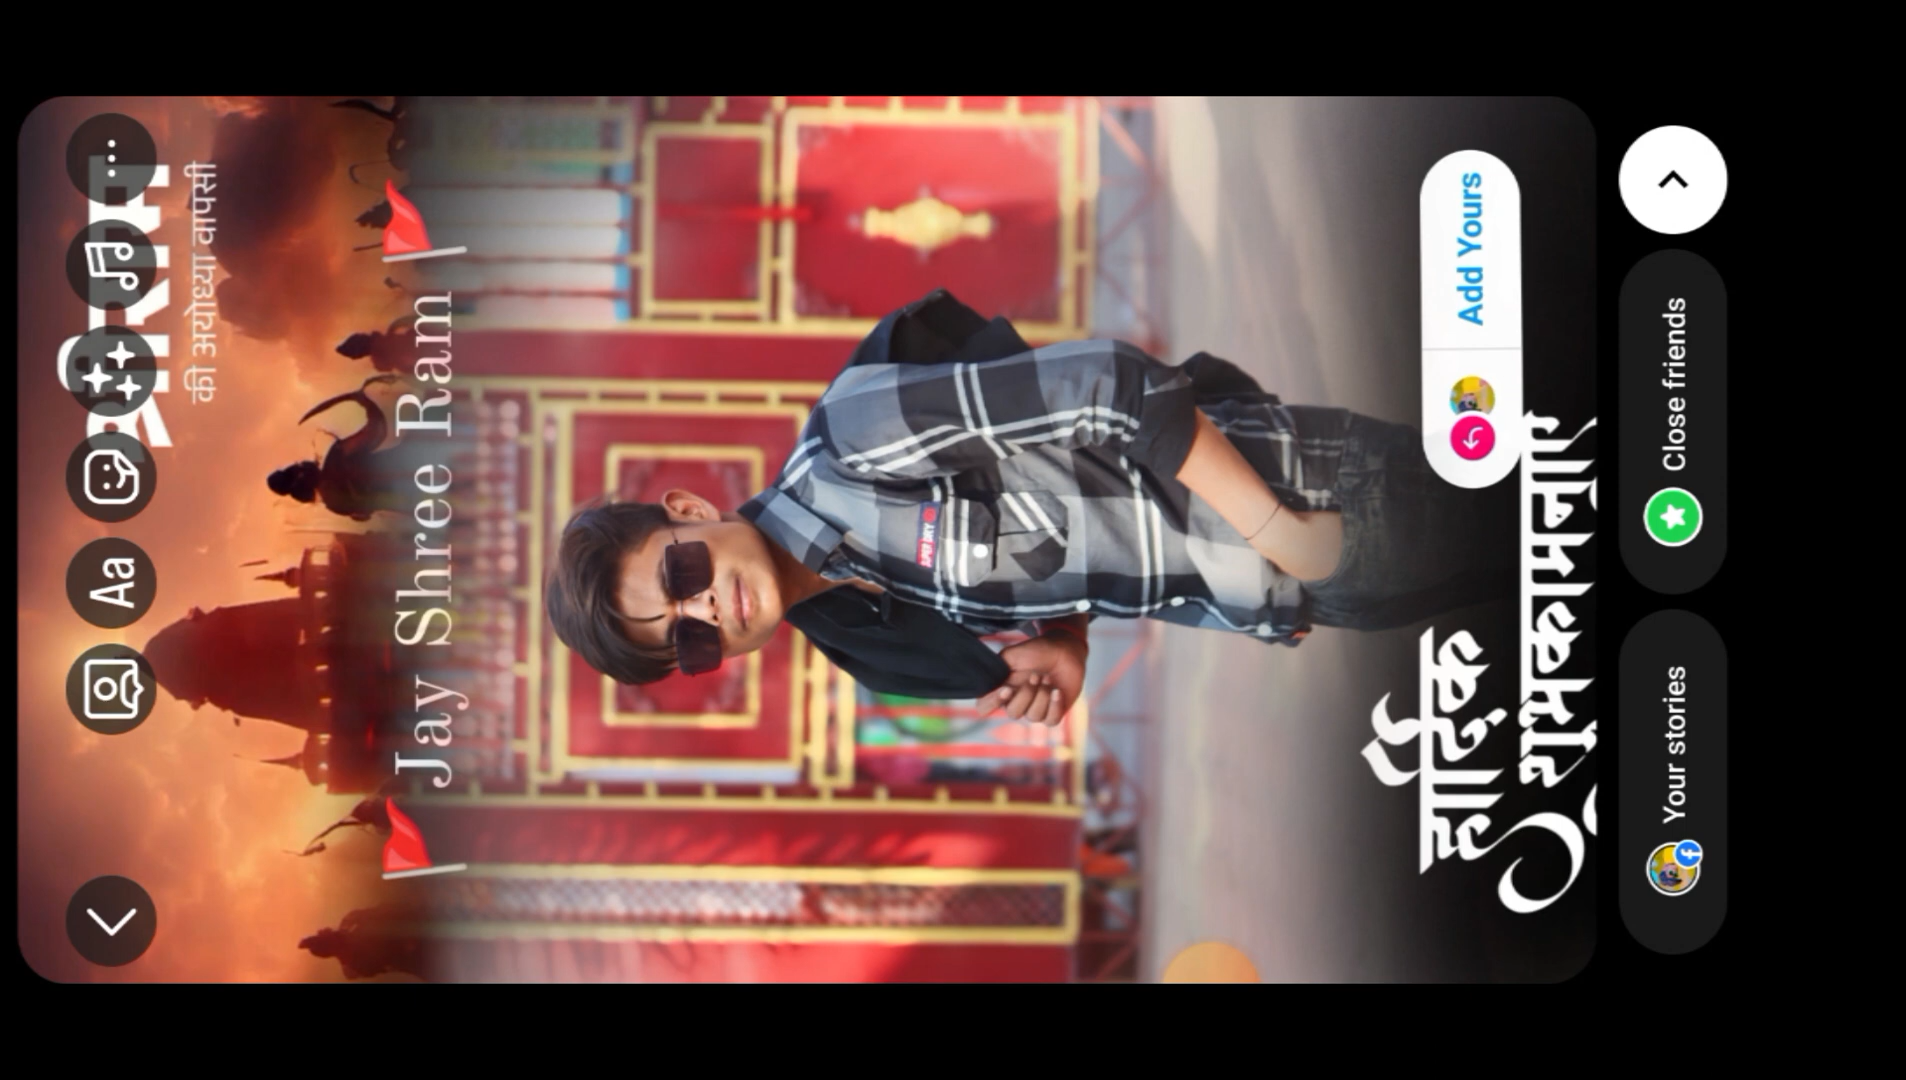 श्रीराम
की अयोध्या वापसी
Jay Shree Ram
Add Yours
हार्दिक
शुभकामनाएं
Aa
Your stories
Close friends